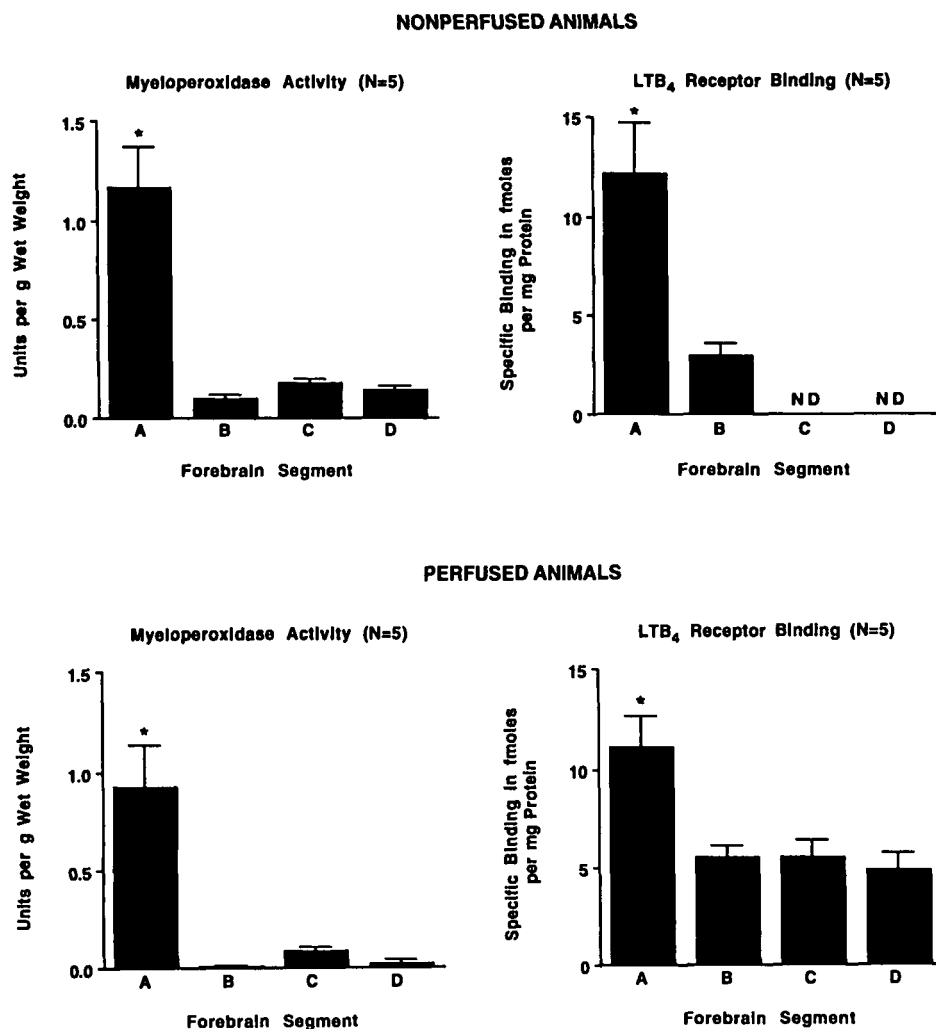 NONPERFUSED ANIMALS
Myeloperoxidase Activity (N=5)
Units per g Wet Weight
1.5
1.0
0.5
0.0
*
A B C D
Forebrain Segment
LTB4 Receptor Binding (N=5)
Specific Binding in fmoles
per mg Protein
15
10
5
0
*
ND ND
A B C D
Forebrain Segment
PERFUSED ANIMALS
Myeloperoxidase Activity (N=5)
Units per g Wet Weight
1.5
1.0
0.5
0.0
*
A B C D
Forebrain Segment
LTB4 Receptor Binding (N=5)
Specific Binding in fmoles
per mg Protein
15
10
5
0
*
A B C D
Forebrain Segment